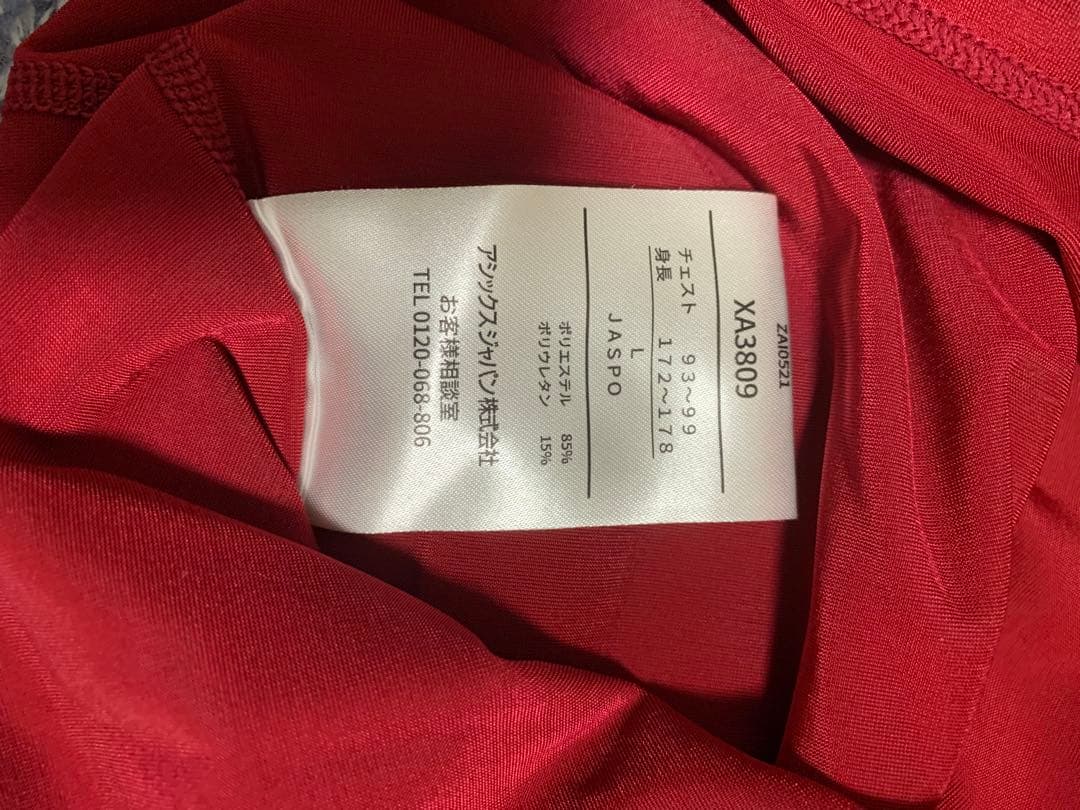 ZAI0521
XA3809
チェスト 93～99
身長 172～178
L
JASPO
ポリエステル 85%
ポリウレタン 15%
アシックスジャパン株式会社
お客様相談室
TEL 0120-068-806